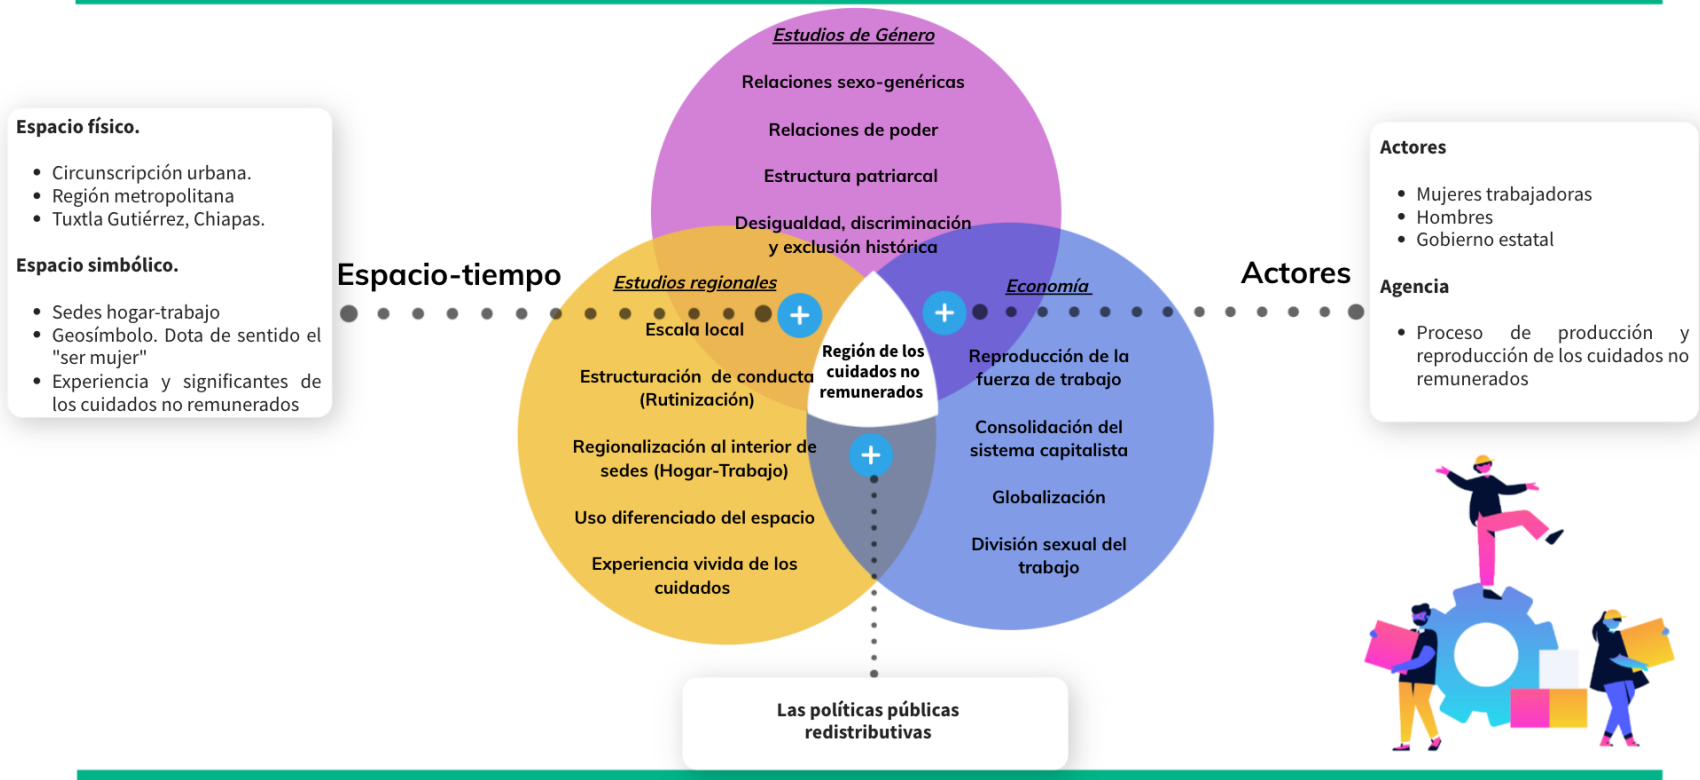 Estudios de Género
Relaciones sexo-genéricas
Relaciones de poder
Estructura patriarcal
Desigualdad, discriminación
y exclusión histórica
Espacio físico.
• Circunscripción urbana.
• Región metropolitana
• Tuxtla Gutiérrez, Chiapas.
Espacio simbólico.
• Sedes hogar-trabajo
• Geosímbolo. Dota de sentido el
"ser mujer"
• Experiencia y significantes de
los cuidados no remunerados
Espacio-tiempo
Estudios regionales
Escala local
Estructuración de conducta
(Rutinización)
Regionalización al interior de
sedes (Hogar-Trabajo)
Uso diferenciado del espacio
Experiencia vivida de los
cuidados
Región de los
cuidados no
remunerados
Economía
Reproducción de la
fuerza de trabajo
Consolidación del
sistema capitalista
Globalización
División sexual del
trabajo
Actores
Actores
• Mujeres trabajadoras
• Hombres
• Gobierno estatal
Agencia
• Proceso de producción y
reproducción de los cuidados no
remunerados
Las políticas públicas
redistributivas